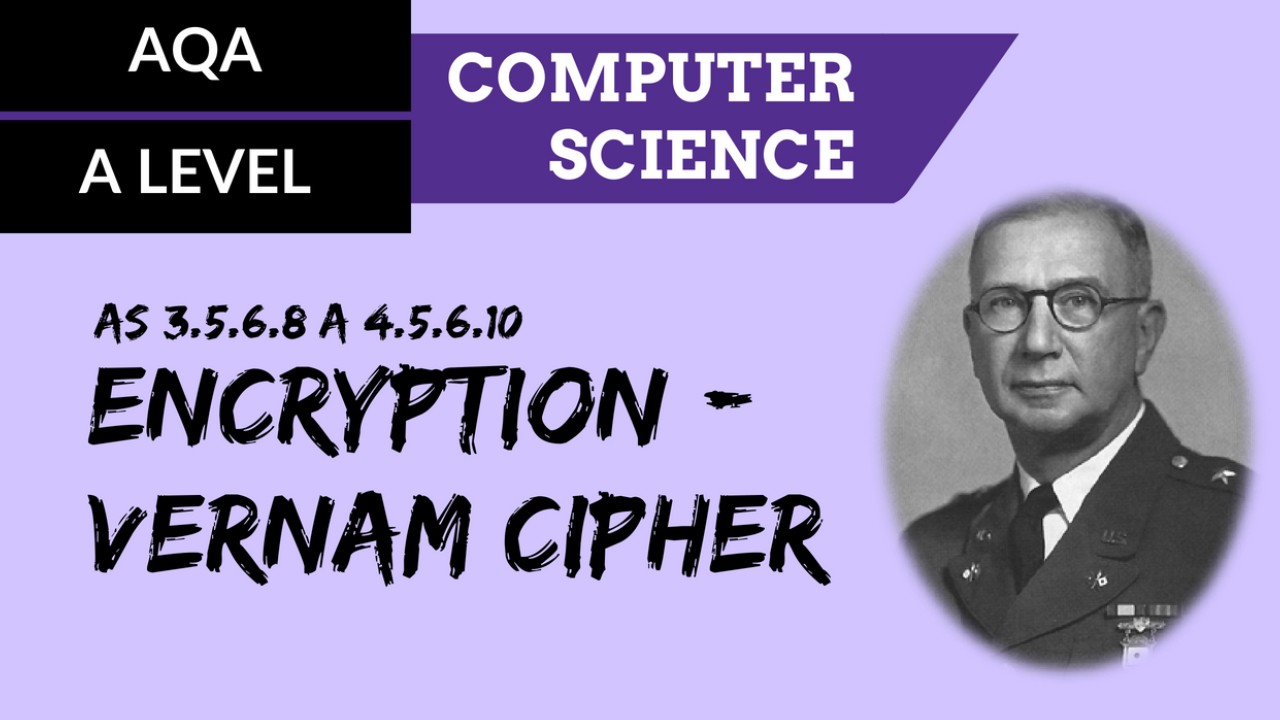 AQA
A LEVEL
COMPUTER
SCIENCE
AS 3.5.6.8 A 4.5.6.10
ENCRYPTION -
VERNAM CIPHER
U.S.